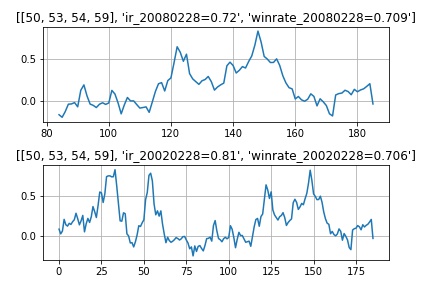 [[50, 53, 54, 59], 'ir_20080228=0.72', 'winrate_20080228=0.709']
0.5
0.0
80 100 120 140 160 180
[[50, 53, 54, 59], 'ir_20020228=0.81', 'winrate_20020228=0.706']
0.5
0.0
0 25 50 75 100 125 150 175